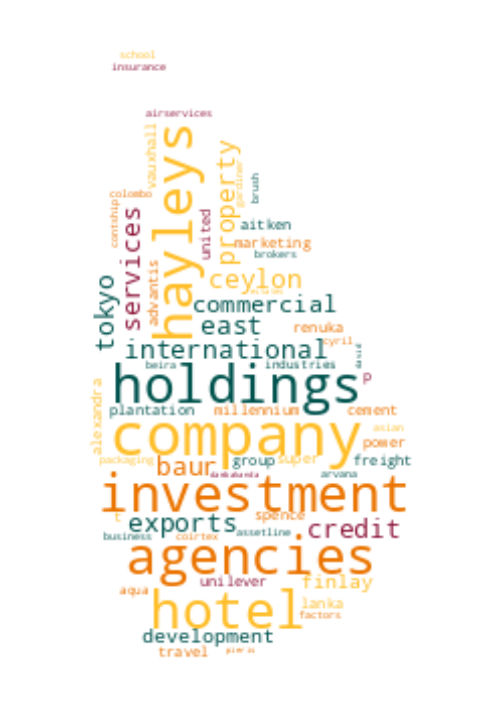 school
insurance
airservices
vauxhall
hayleys
property
gardiner
brush
colombo
contship
services
united
aitken
marketing
brokers
advantis
tokyo
ceylon
commercial
east
renuka
cyril
international
david
beira
industries
holdings
p
alexandra
plantation
millennium
cement
company
asian
power
packaging
baur
group
super
freight
dankotuwa
arvana
investment
t
exports
spence
credit
business
coirtex
assetline
agencies
unilever
finlay
aqua
hotel
lanka
factors
development
travel
pieris